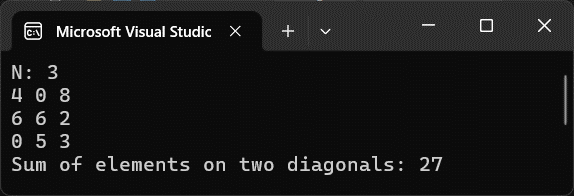 Microsoft Visual Studic
N: 3
4 0 8
6 6 2
0 5 3
Sum of elements on two diagonals: 27